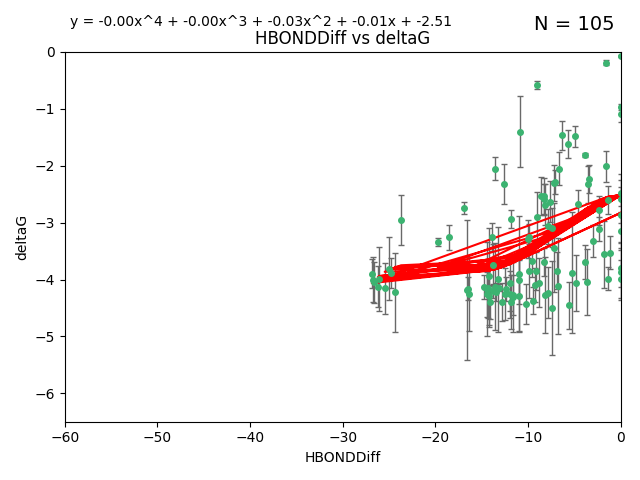 y = -0.00x^4 + -0.00x^3 + -0.03x^2 + -0.01x + -2.51
N = 105
HBONDDiff vs deltaG
0
−1
−2
−3
−4
−5
−6
deltaG
−60 −50 −40 −30 −20 −10 0
HBONDDiff